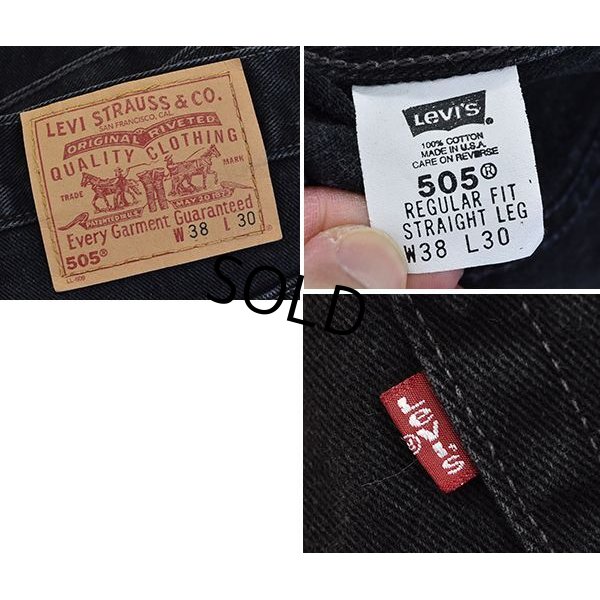 LEVI STRAUSS & CO.
SAN FRANCISCO, CAL.
ORIGINAL RIVETED
QUALITY CLOTHING
TRADE MARK
PATENTED IN U.S. MAY 20 1873
Every Garment Guaranteed
505® W 38 L 30
Levi's
100% COTTON
MADE IN U.S.A.
CARE ON REVERSE
505®
REGULAR FIT
STRAIGHT LEG
W38 L30
SOLD
Levi's
®